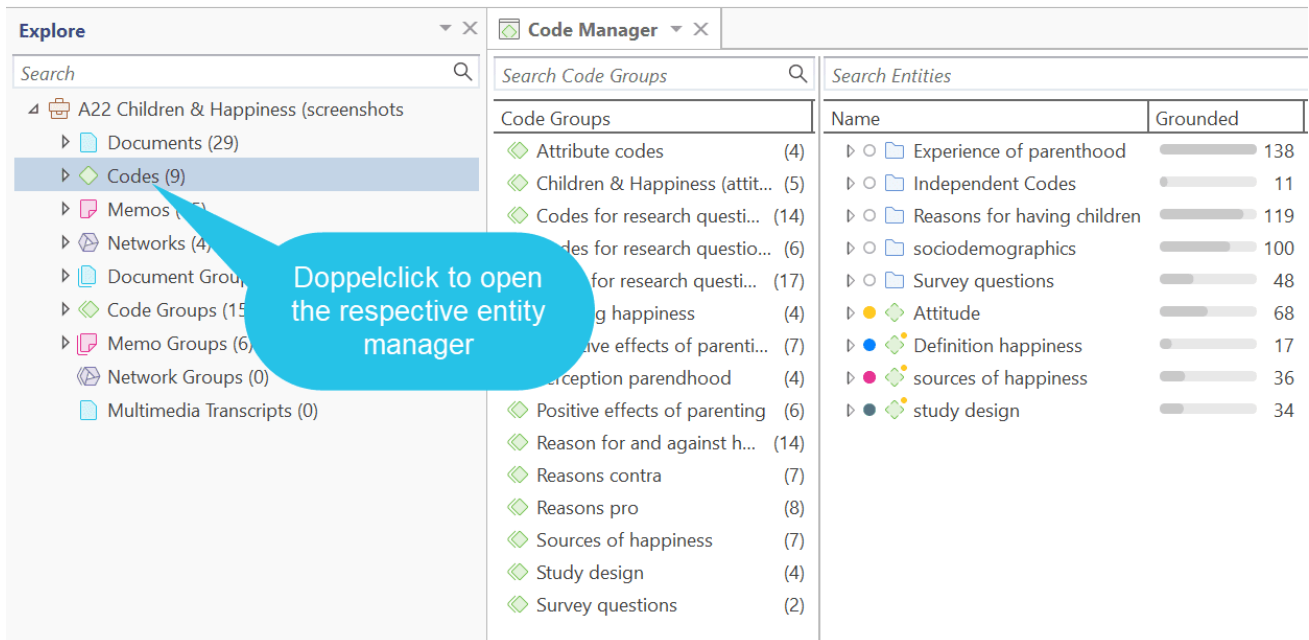 Explore
Search
A22 Children & Happiness (screenshots
Documents (29)
Codes (9)
Memos
Networks (4)
Document Grou
Code Groups (15
Memo Groups (6)
Network Groups (0)
Multimedia Transcripts (0)
Doppelclick to open
the respective entity
manager
Code Manager
Search Code Groups
Code Groups
Attribute codes (4)
Children & Happiness (attit... (5)
Codes for research questi... (14)
des for research questio... (6)
for research questi... (17)
g happiness (4)
ive effects of parenti... (7)
erception parendhood (4)
Positive effects of parenting (6)
Reason for and against h... (14)
Reasons contra (7)
Reasons pro (8)
Sources of happiness (7)
Study design (4)
Survey questions (2)
Search Entities
Name Grounded
Experience of parenthood 138
Independent Codes 11
Reasons for having children 119
sociodemographics 100
Survey questions 48
Attitude 68
Definition happiness 17
sources of happiness 36
study design 34